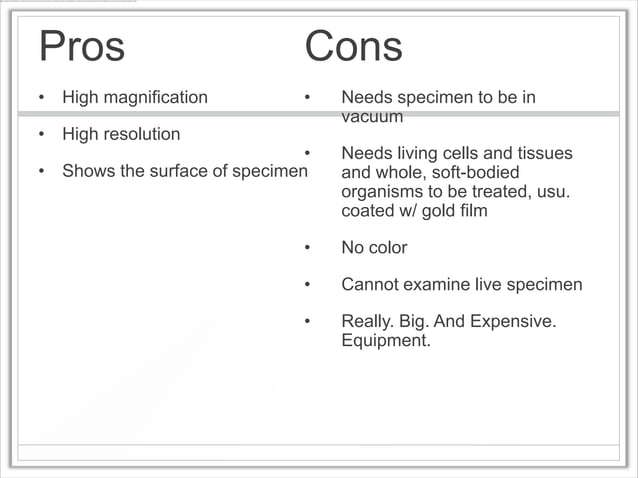 Pros
• High magnification
• High resolution
• Shows the surface of specimen
Cons
• Needs specimen to be in
vacuum
• Needs living cells and tissues
and whole, soft-bodied
organisms to be treated, usu.
coated w/ gold film
• No color
• Cannot examine live specimen
• Really. Big. And Expensive.
Equipment.